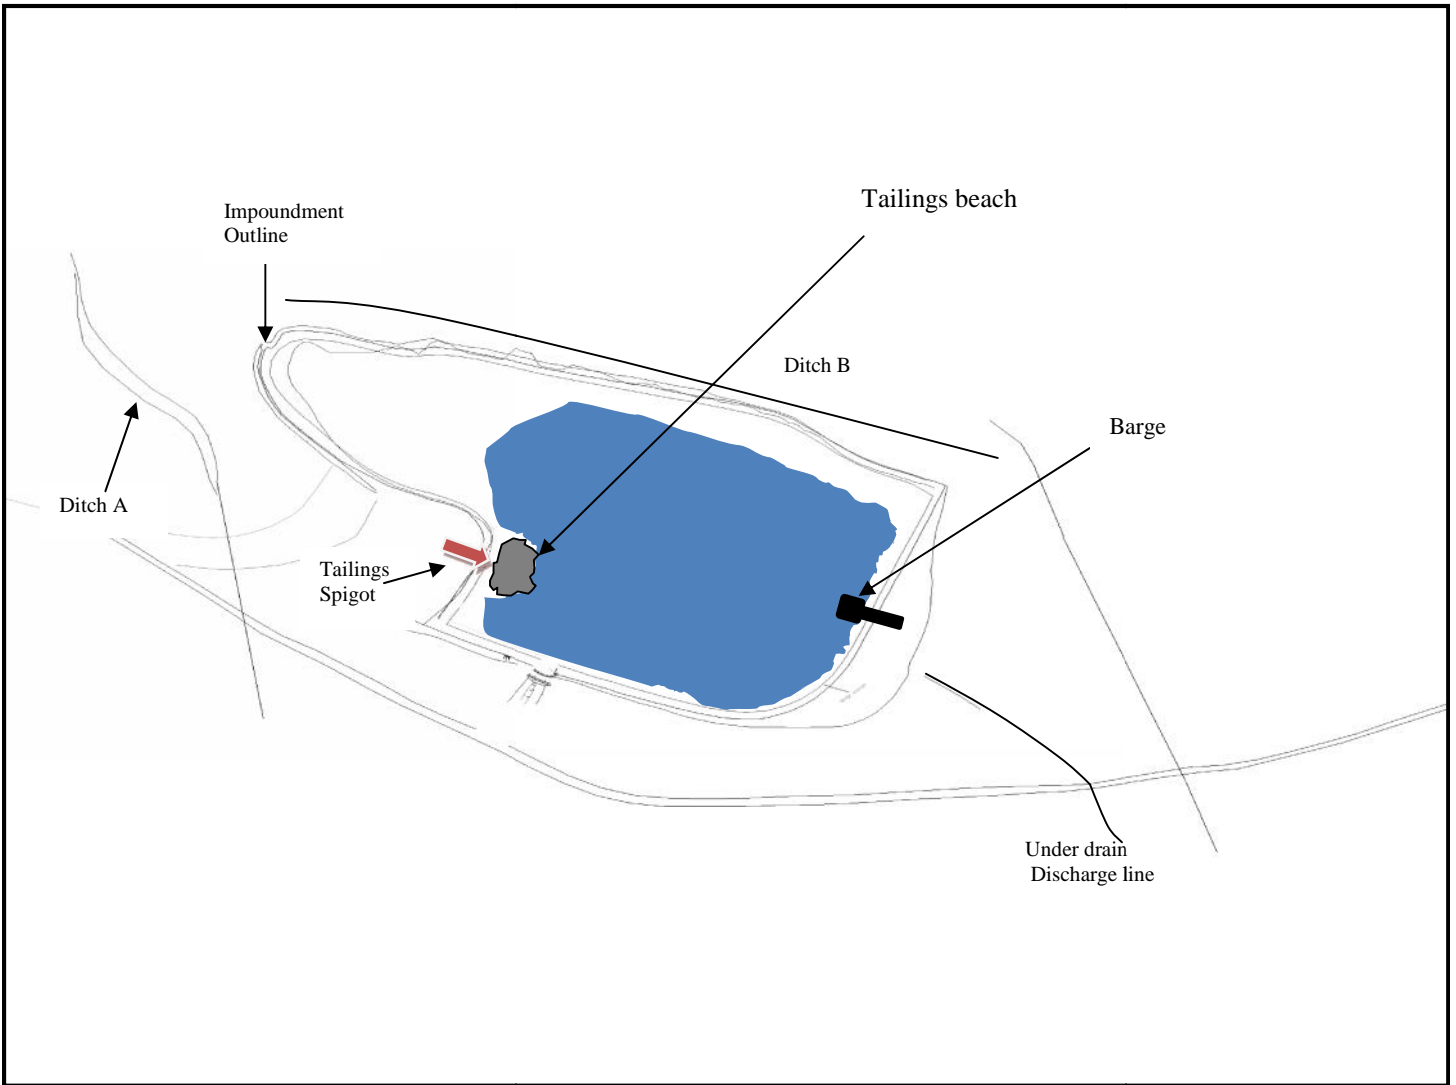 Tailings beach
Impoundment
Outline
Ditch B
Barge
Ditch A
Tailings
Spigot
Under drain
Discharge line